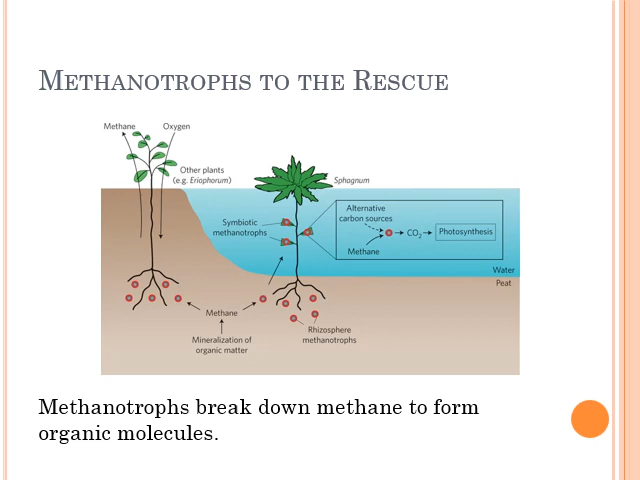 METHANOTROPHS TO THE RESCUE
Methane Oxygen
Other plants
(e.g. Eriophorum)
Sphagnum
Symbiotic
methanotrophs
Alternative
carbon sources
CO2
Photosynthesis
Methane
Water
Peat
Methane
Mineralization of
organic matter
Rhizosphere
methanotrophs
Methanotrophs break down methane to form
organic molecules.